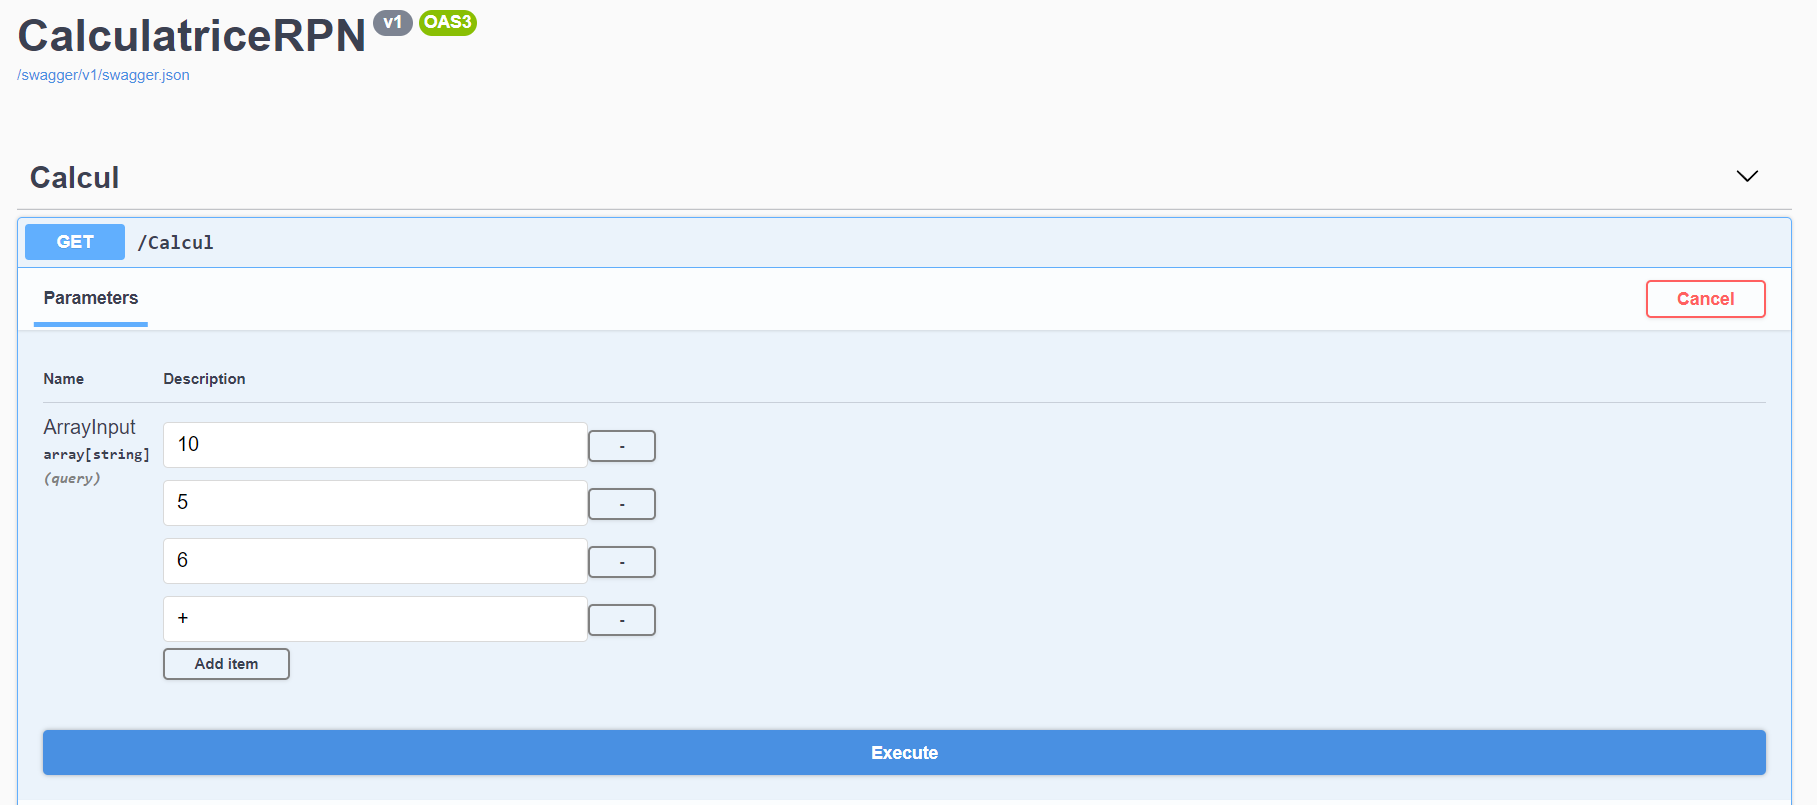 CalculatriceRPN v1 OAS3
/swagger/v1/swagger.json
Calcul
GET /Calcul
Parameters Cancel
Name Description
ArrayInput
array[string]
(query)
10 -
5 -
6 -
+ -
Add item
Execute